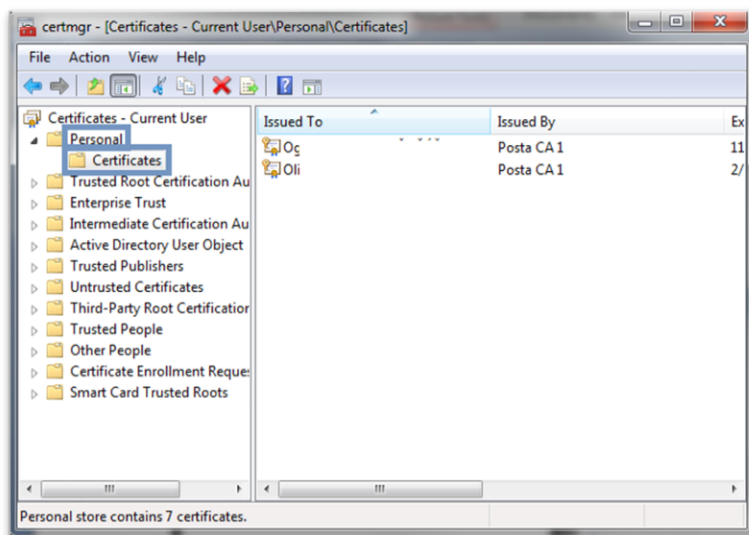 certmgr - [Certificates - Current User\Personal\Certificates]
File Action View Help
Certificates - Current User
Personal
Certificates
Trusted Root Certification Au
Enterprise Trust
Intermediate Certification Au
Active Directory User Object
Trusted Publishers
Untrusted Certificates
Third-Party Root Certification
Trusted People
Other People
Certificate Enrollment Reque
Smart Card Trusted Roots
Issued To Issued By Ex
Og Posta CA 1 11
Oli Posta CA 1 2/
Personal store contains 7 certificates.